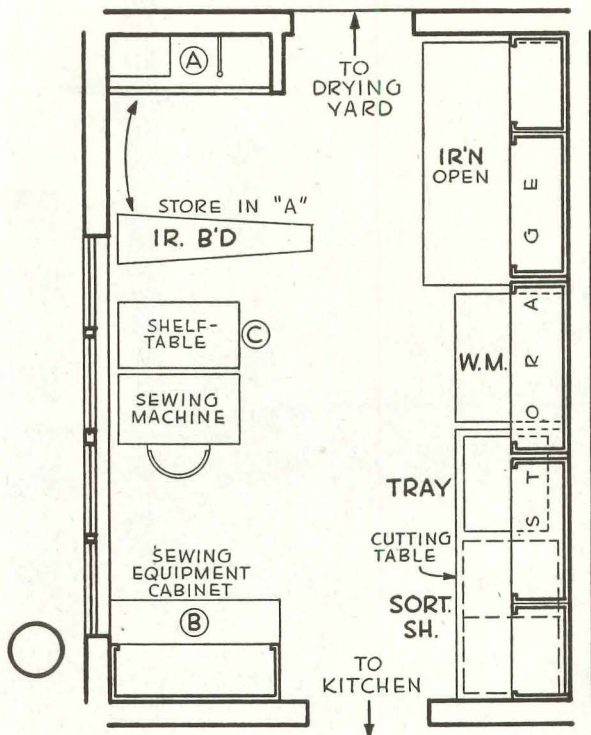 A
TO
DRYING
YARD
IR'N
OPEN
STORE IN "A"
IR. B'D
SHELF-
TABLE
C
W.M.
SEWING
MACHINE
STORAGE
TRAY
CUTTING
TABLE
SEWING
EQUIPMENT
CABINET
SORT.
SH.
B
TO
KITCHEN